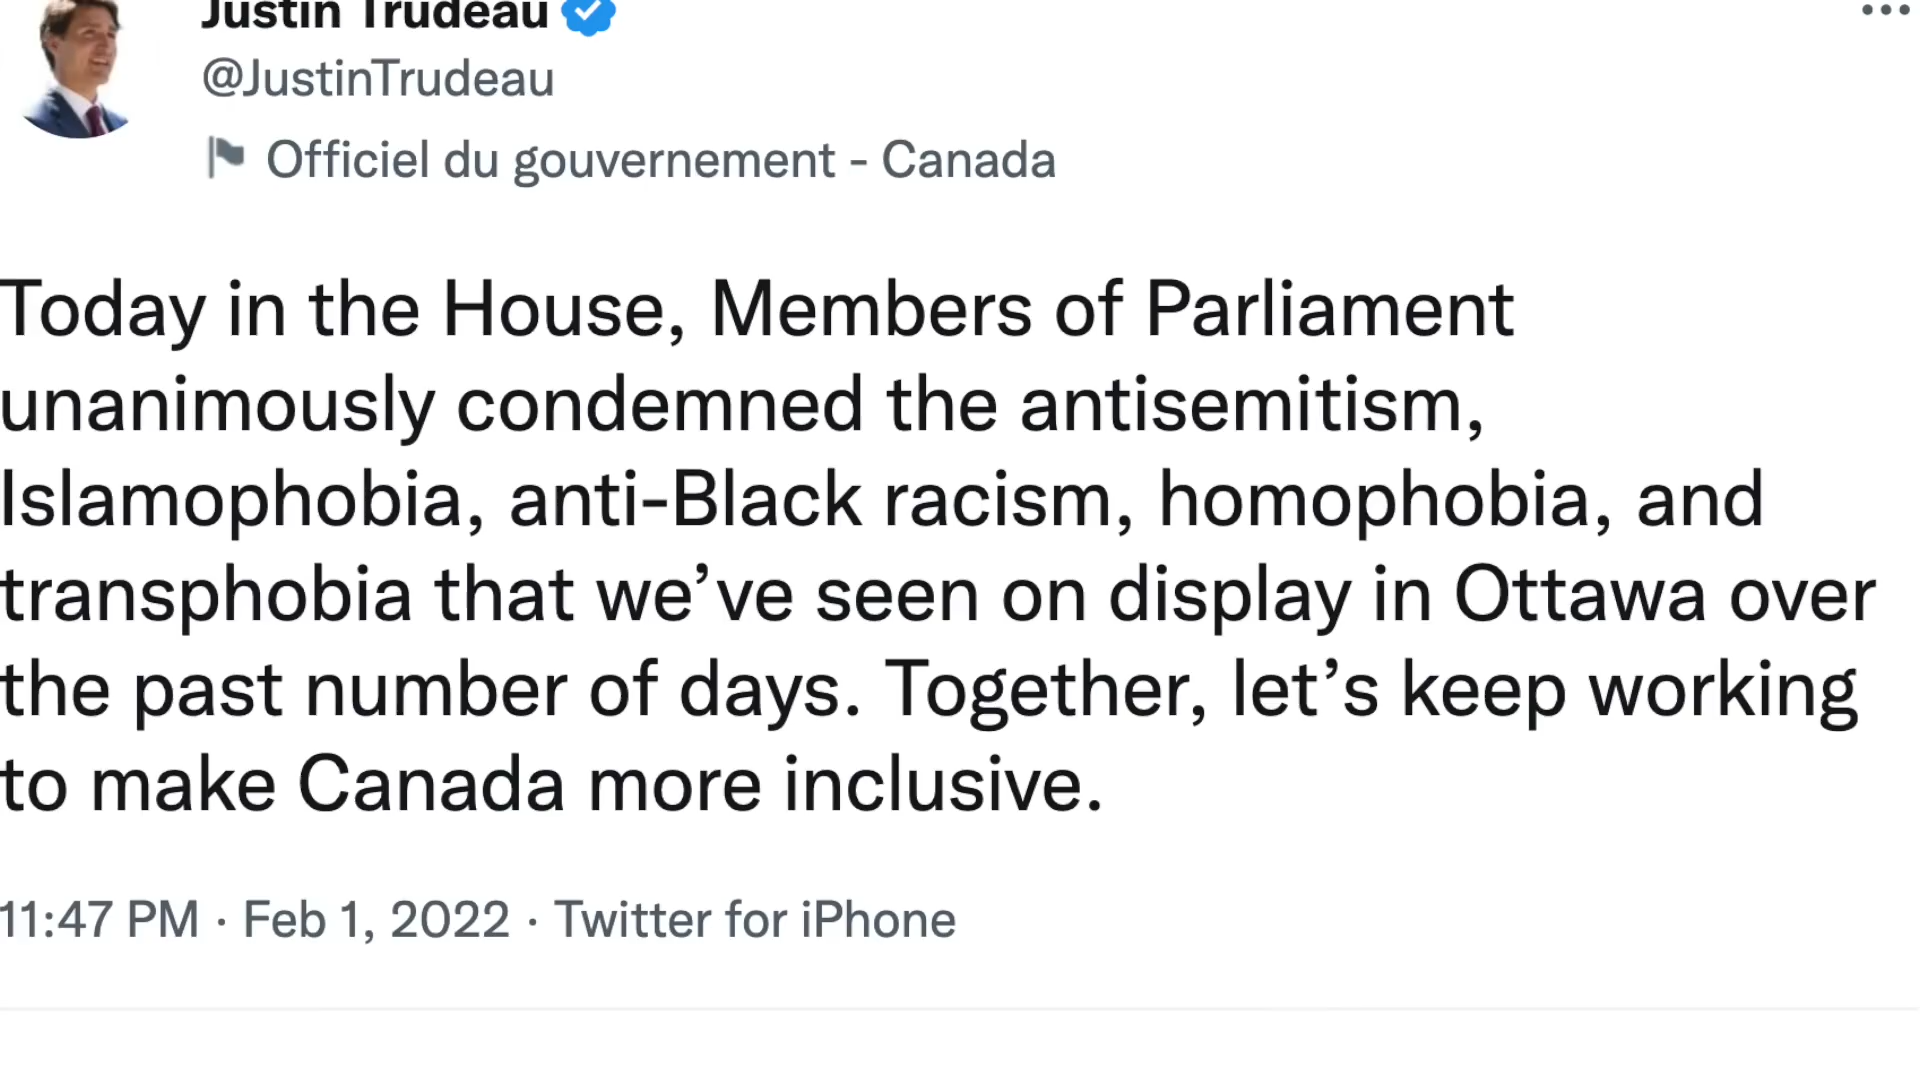 Justin Trudeau
@JustinTrudeau
Officiel du gouvernement - Canada
Today in the House, Members of Parliament
unanimously condemned the antisemitism,
Islamophobia, anti-Black racism, homophobia, and
transphobia that we’ve seen on display in Ottawa over
the past number of days. Together, let’s keep working
to make Canada more inclusive.
11:47 PM · Feb 1, 2022 · Twitter for iPhone